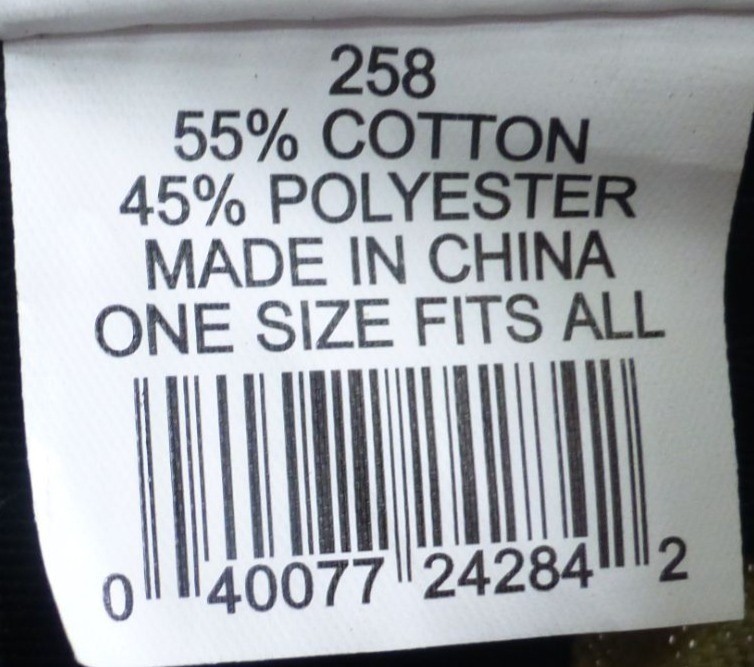 258
55% COTTON
45% POLYESTER
MADE IN CHINA
ONE SIZE FITS ALL
0 40077 24284 2